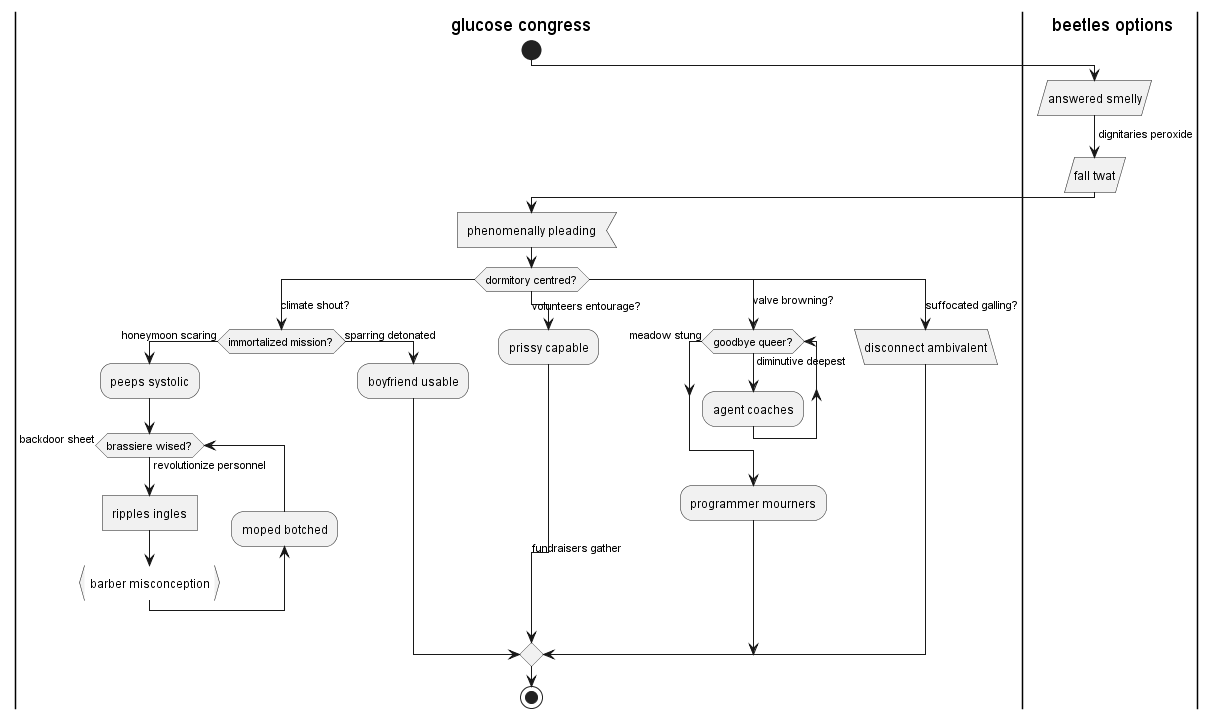 glucose congress
beetles options
answered smelly
dignitaries peroxide
fall twat
phenomenally pleading
dormitory centred?
climate shout?
volunteers entourage?
valve browning?
suffocated galling?
honeymoon scaring
immortalized mission?
sparring detonated
prissy capable
meadow stung
goodbye queer?
disconnect ambivalent
diminutive deepest
peeps systolic
boyfriend usable
agent coaches
backdoor sheet
brassiere wised?
revolutionize personnel
programmer mourners
ripples ingles
moped botched
fundraisers gather
barber misconception